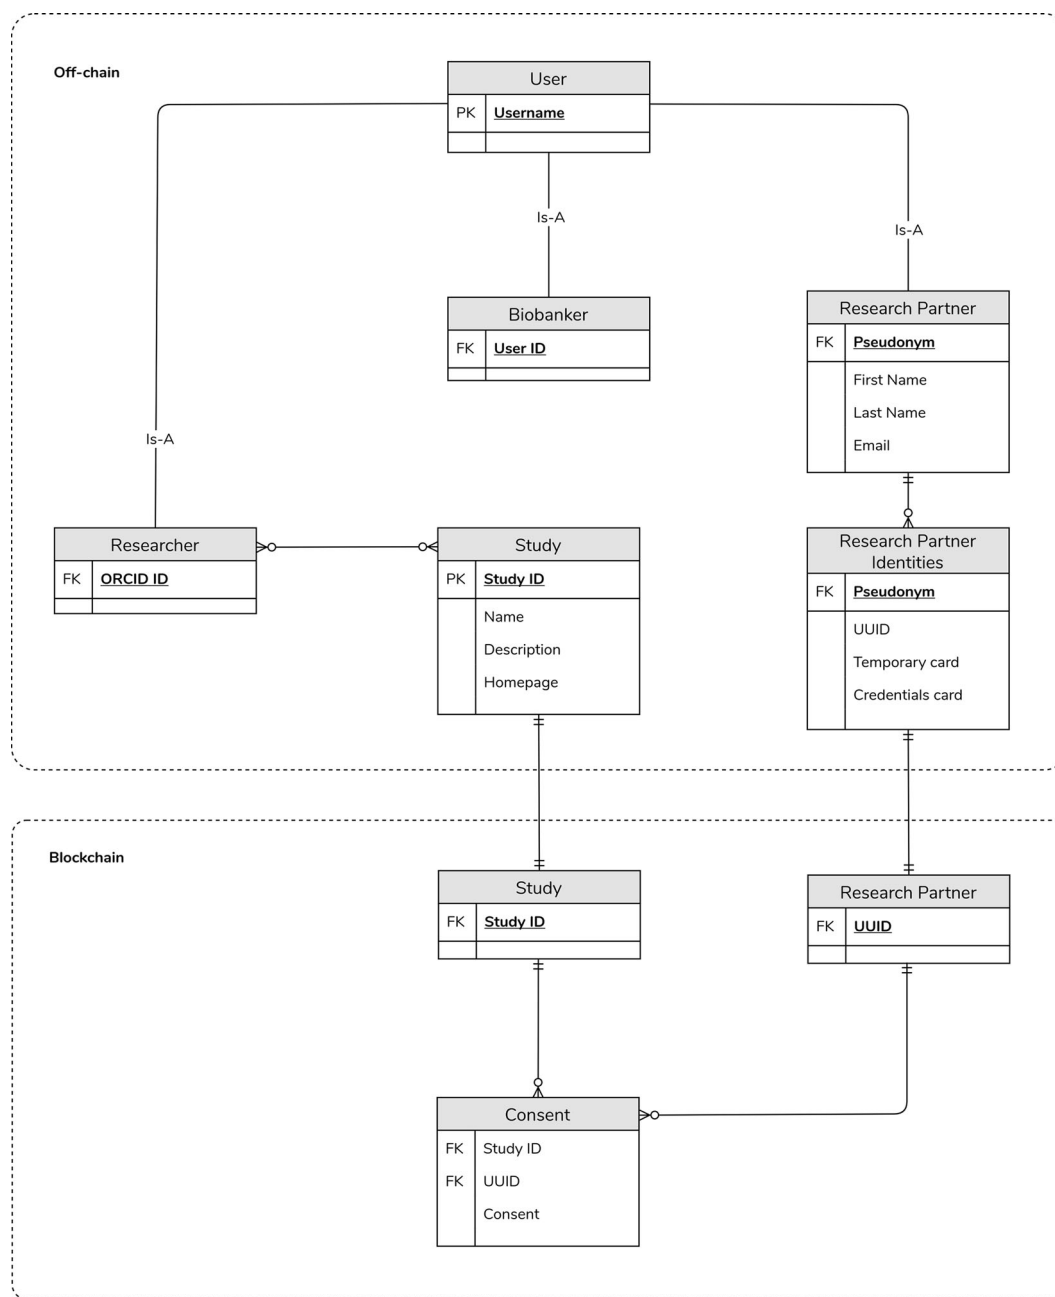 Off-chain
User
PK Username
Is-A
Is-A
Biobanker
FK User ID
Research Partner
FK Pseudonym
First Name
Last Name
Email
Is-A
Researcher
FK ORCID ID
Study
PK Study ID
Name
Description
Homepage
Research Partner
Identities
FK Pseudonym
UUID
Temporary card
Credentials card
Blockchain
Study
FK Study ID
Research Partner
FK UUID
Consent
FK Study ID
FK UUID
Consent